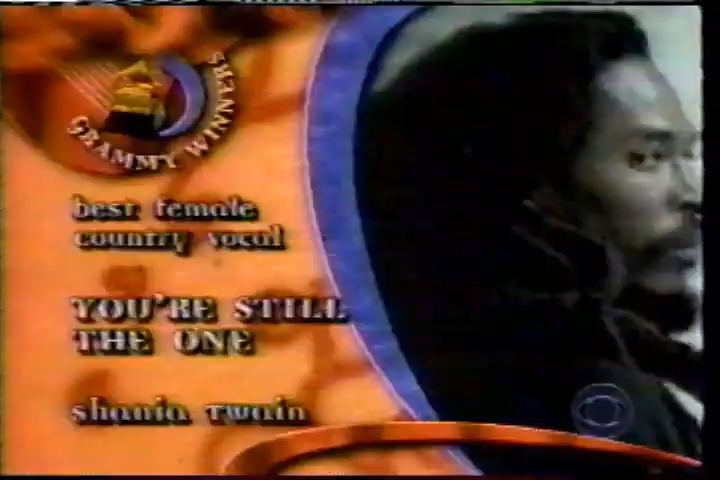 GRAMMY WINNERS
best female
country vocal
YOU'RE STILL
THE ONE
shania twain